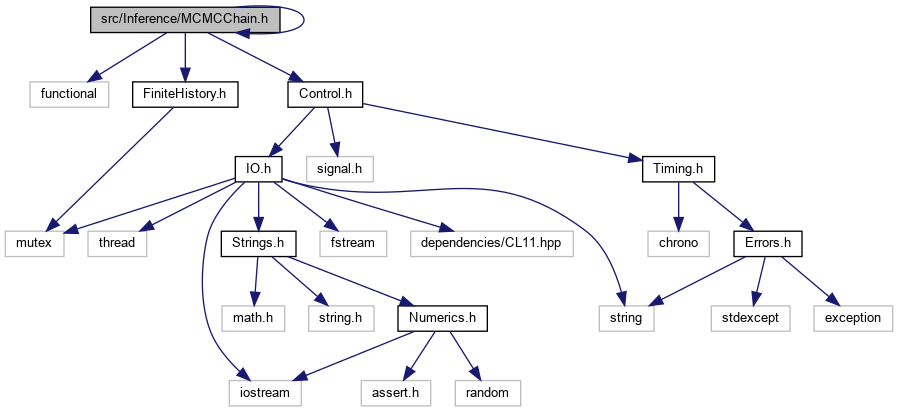 src/Inference/MCMCChain.h
functional
FiniteHistory.h
Control.h
IO.h
signal.h
Timing.h
mutex
thread
Strings.h
fstream
dependencies/CL11.hpp
chrono
Errors.h
math.h
string.h
Numerics.h
string
stdexcept
exception
iostream
assert.h
random